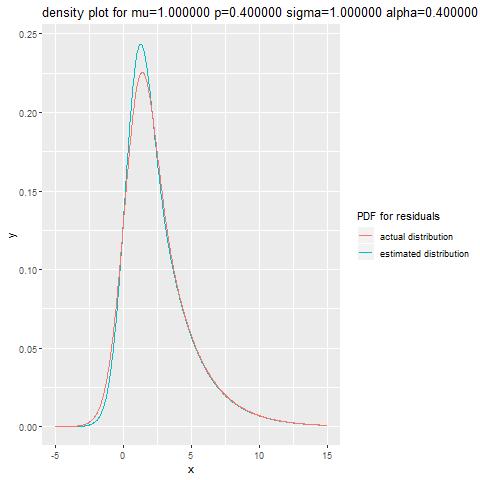 density plot for mu=1.000000 p=0.400000 sigma=1.000000 alpha=0.400000
0.25
0.20
0.15
0.10
0.05
0.00
y
-5
0
5
10
15
x
PDF for residuals
actual distribution
estimated distribution